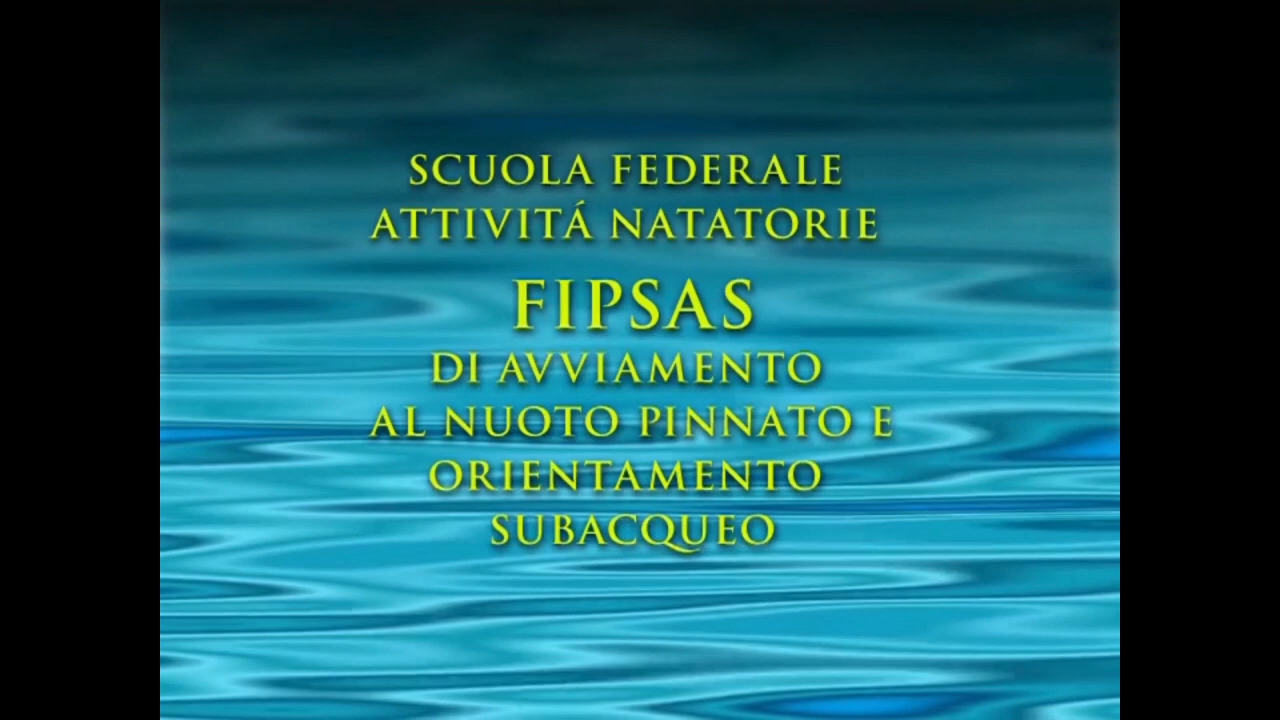 SCUOLA FEDERALE
ATTIVITÁ NATATORIE
FIPSAS
DI AVVIAMENTO
AL NUOTO PINNATO E
ORIENTAMENTO
SUBACQUEO